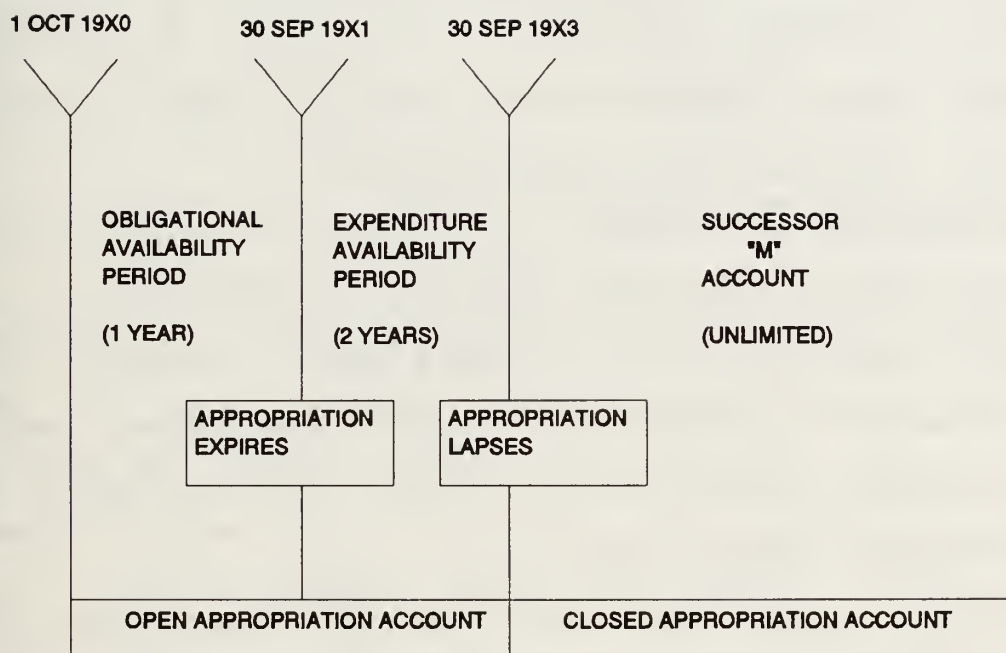 1 OCT 19X0
30 SEP 19X1
30 SEP 19X3
OBLIGATIONAL
AVAILABILITY
PERIOD
(1 YEAR)
EXPENDITURE
AVAILABILITY
PERIOD
(2 YEARS)
SUCCESSOR
"M"
ACCOUNT
(UNLIMITED)
APPROPRIATION
EXPIRES
APPROPRIATION
LAPSES
OPEN APPROPRIATION ACCOUNT
CLOSED APPROPRIATION ACCOUNT